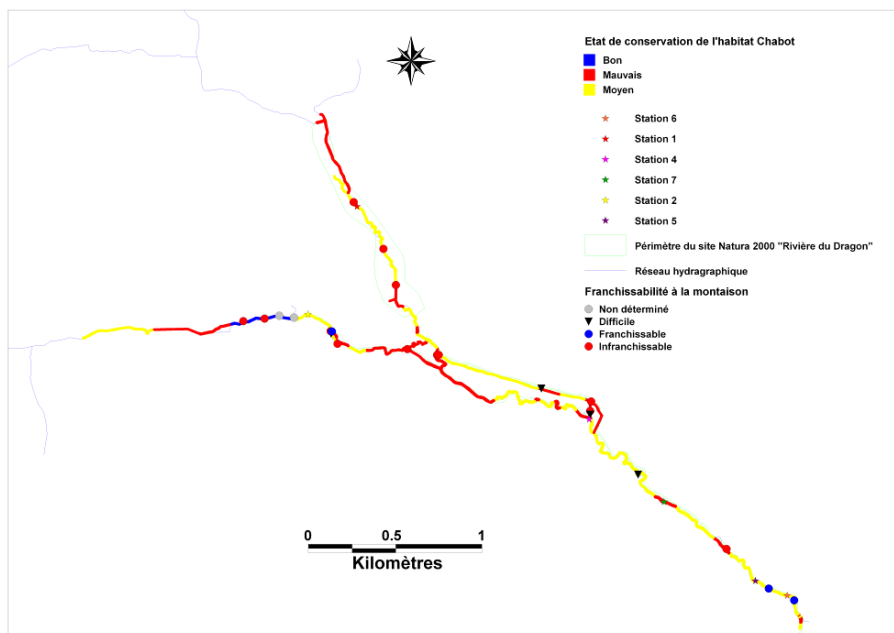 Etat de conservation de l'habitat Chabot
Bon
Mauvais
Moyen
Station 6
Station 1
Station 4
Station 7
Station 2
Station 5
Périmètre du site Natura 2000 "Rivière du Dragon"
Réseau hydragraphique
Franchissabilité à la montaison
Non déterminé
Difficile
Franchissable
Infranchissable
0 0.5 1
Kilomètres